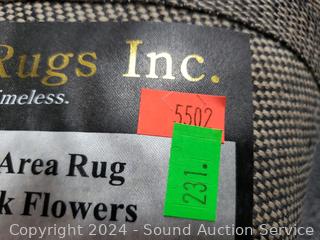 Rugs Inc.
imeless.
5502
Area Rug
k Flowers
231.
Copyright © 2024 - Sound Auction Service